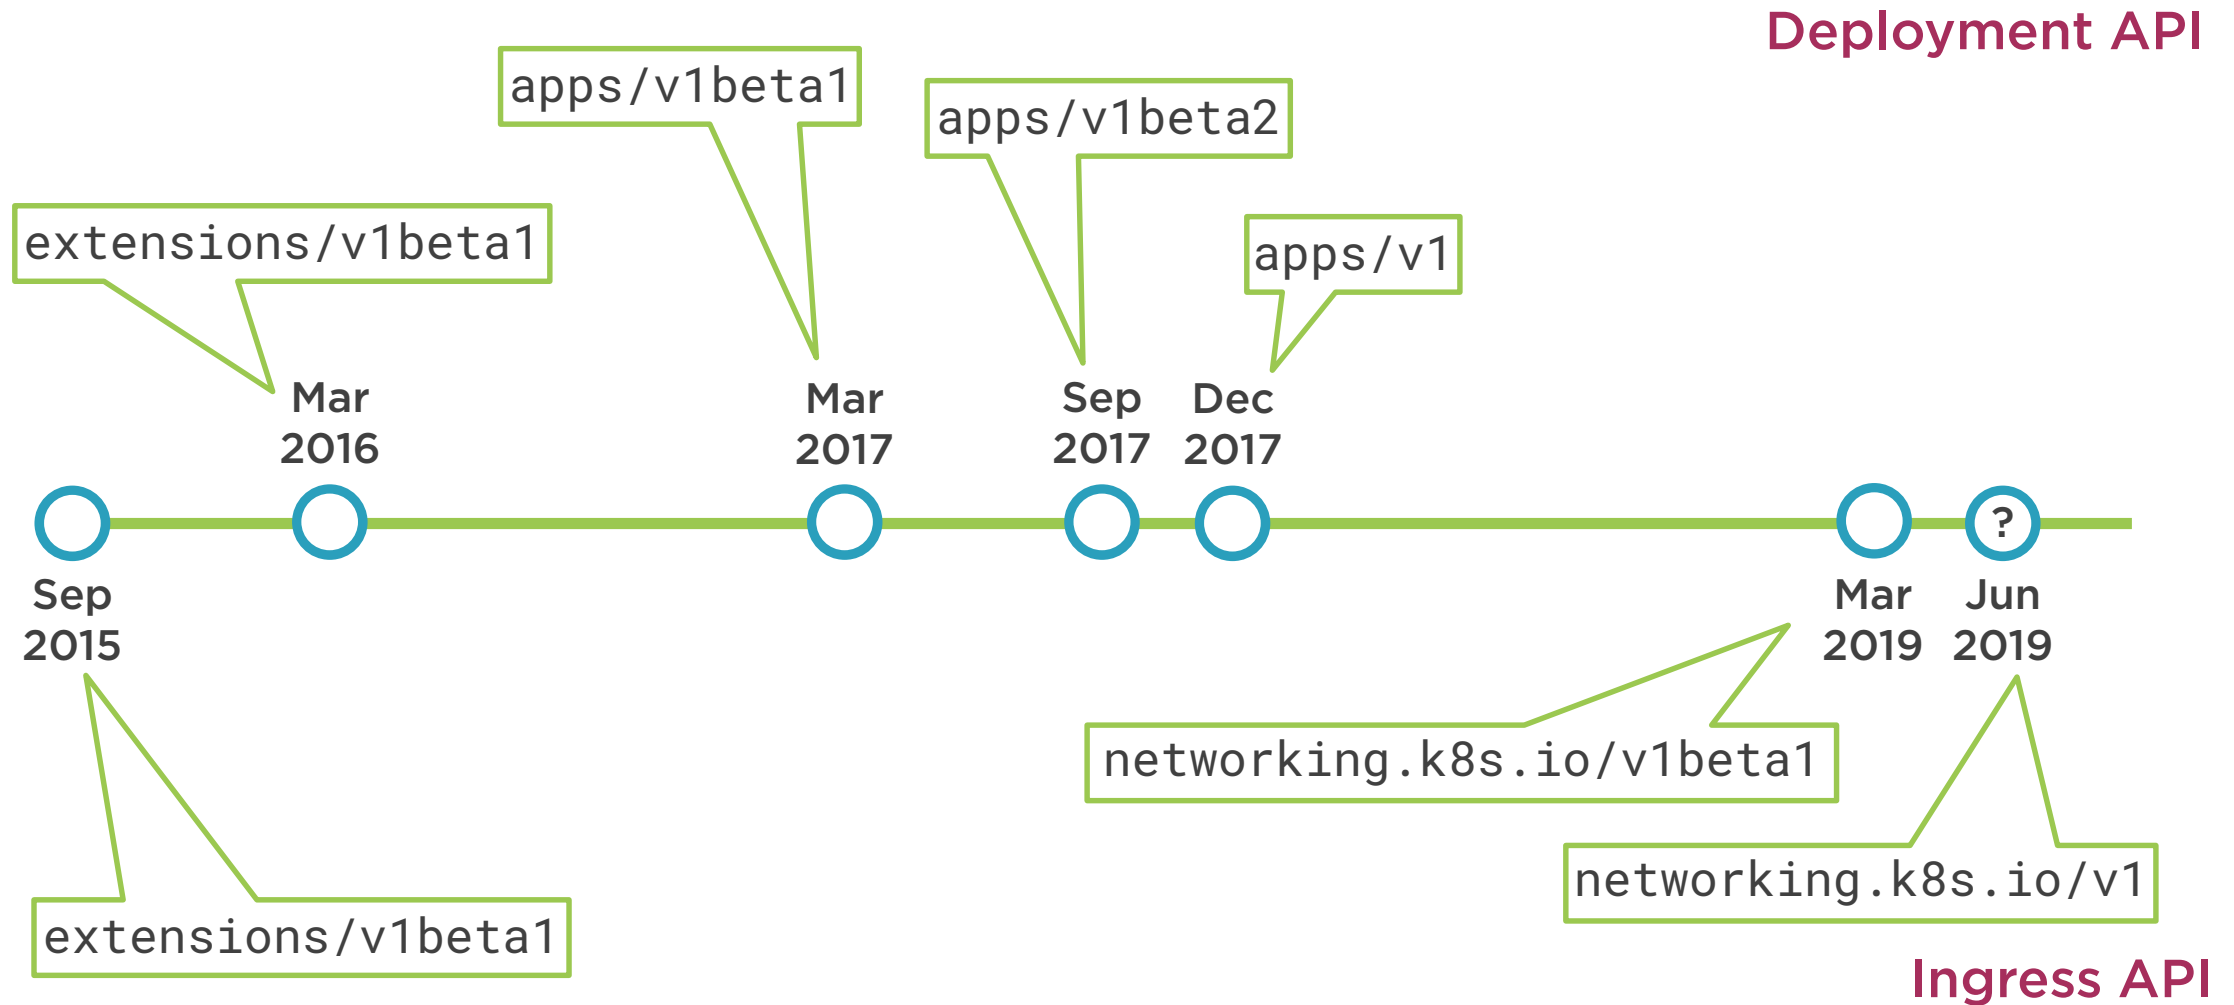 Deployment API
apps/v1beta1
apps/v1beta2
extensions/v1beta1
apps/v1
Mar
2016
Mar
2017
Sep
2017
Dec
2017
?
Sep
2015
Mar
2019
Jun
2019
networking.k8s.io/v1beta1
networking.k8s.io/v1
extensions/v1beta1
Ingress API